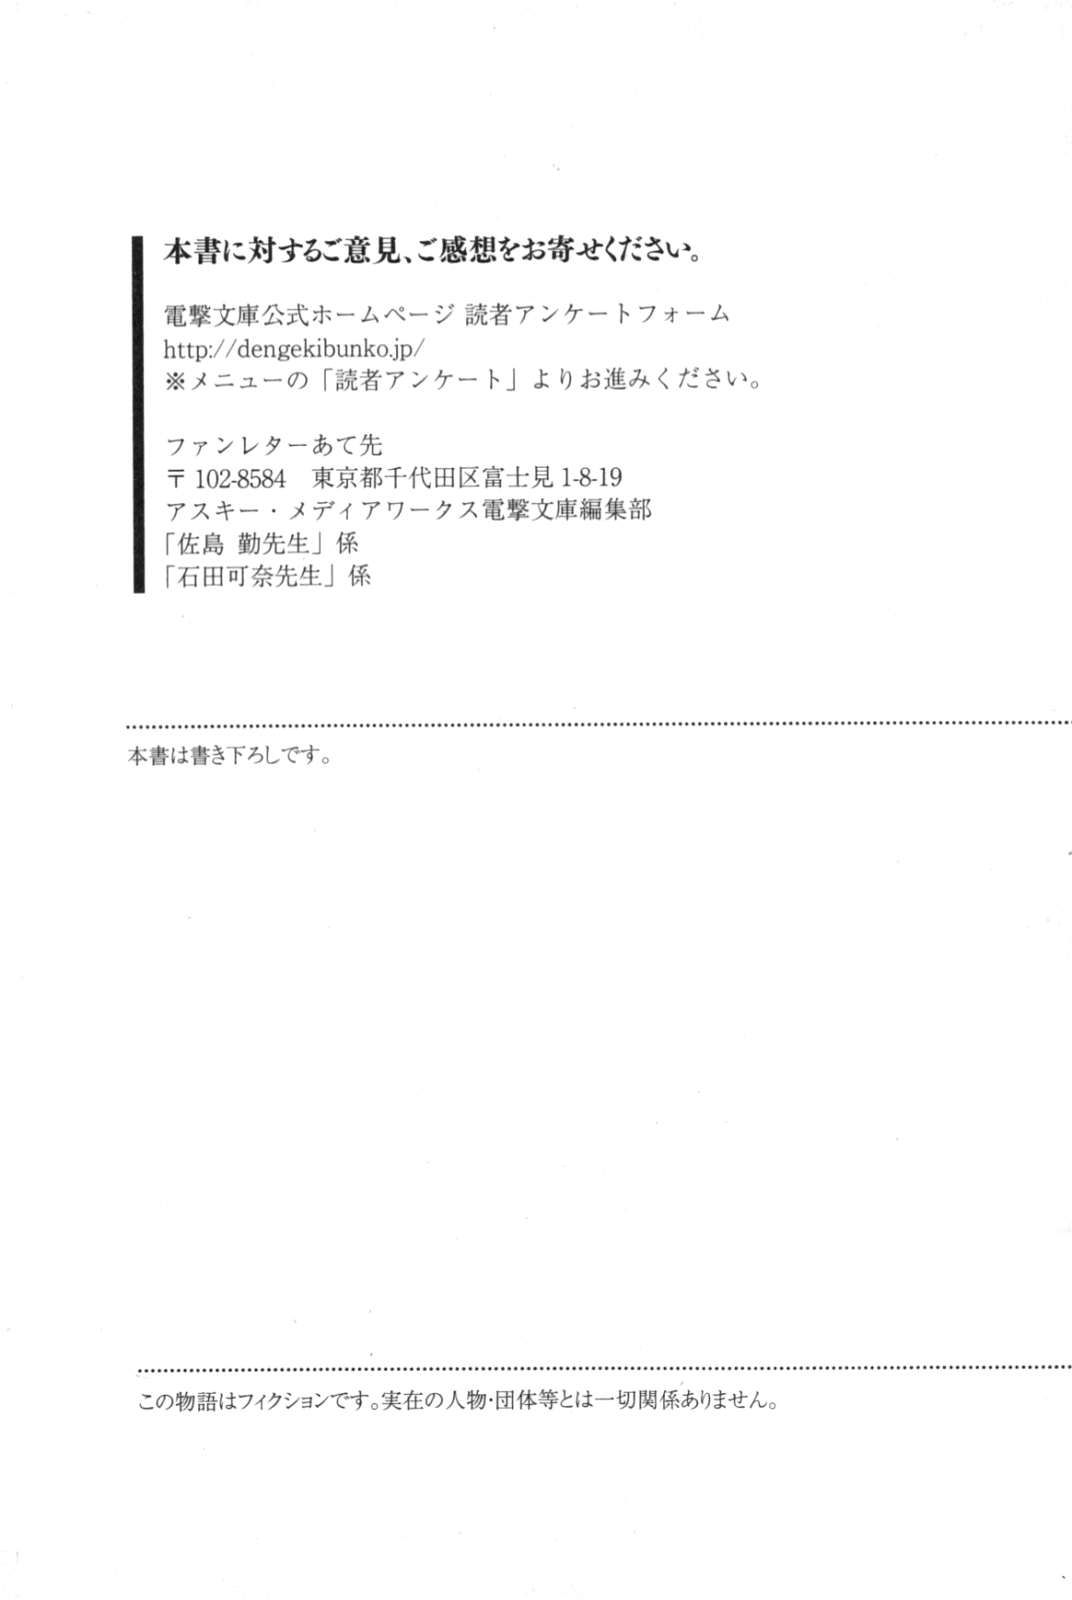 本書に対するご意見、ご感想をお寄せください。
電撃文庫公式ホームページ 読者アンケートフォーム
http://dengekibunko.jp/
※メニューの「読者アンケート」よりお進みください。
ファンレターあて先
〒102-8584　東京都千代田区富士見 1-8-19
アスキー・メディアワークス電撃文庫編集部
「佐島 勤先生」係
「石田可奈先生」係
本書は書き下ろしです。
この物語はフィクションです。実在の人物・団体等とは一切関係ありません。